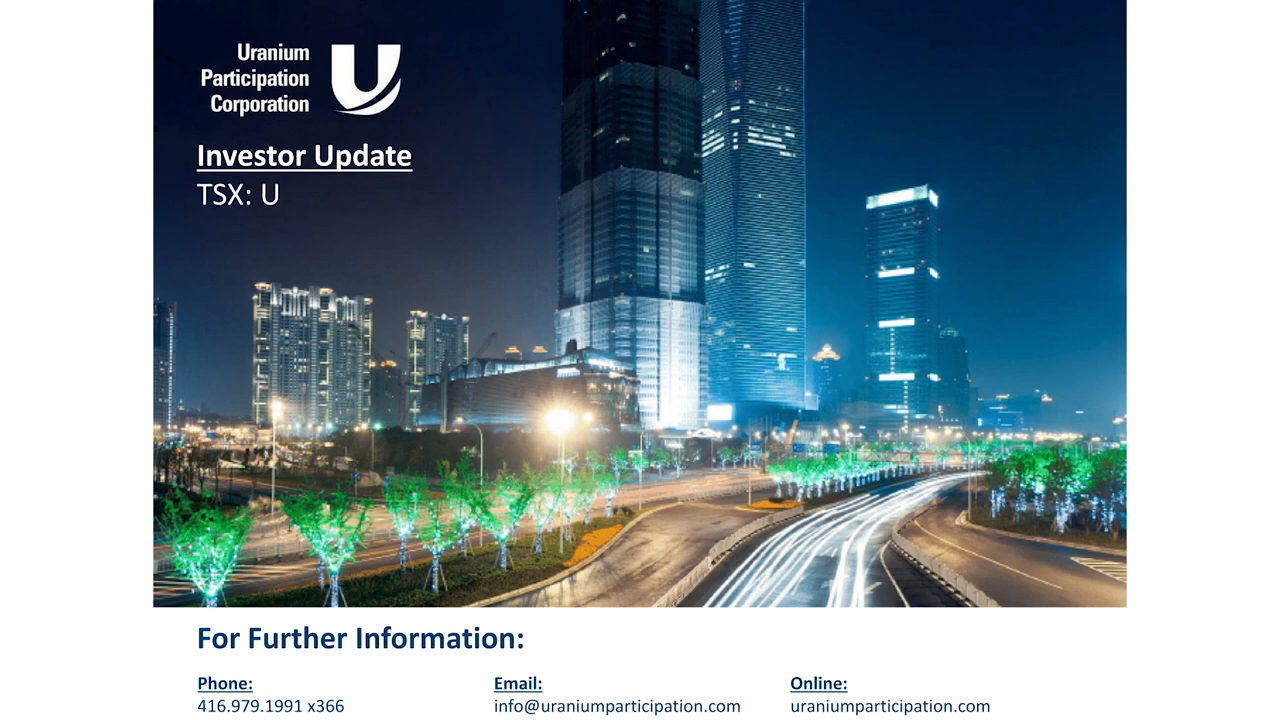 Uranium
Participation
Corporation
Investor Update
TSX: U
For Further Information:
Phone:
416.979.1991 x366
Email:
info@uraniumparticipation.com
Online:
uraniumparticipation.com